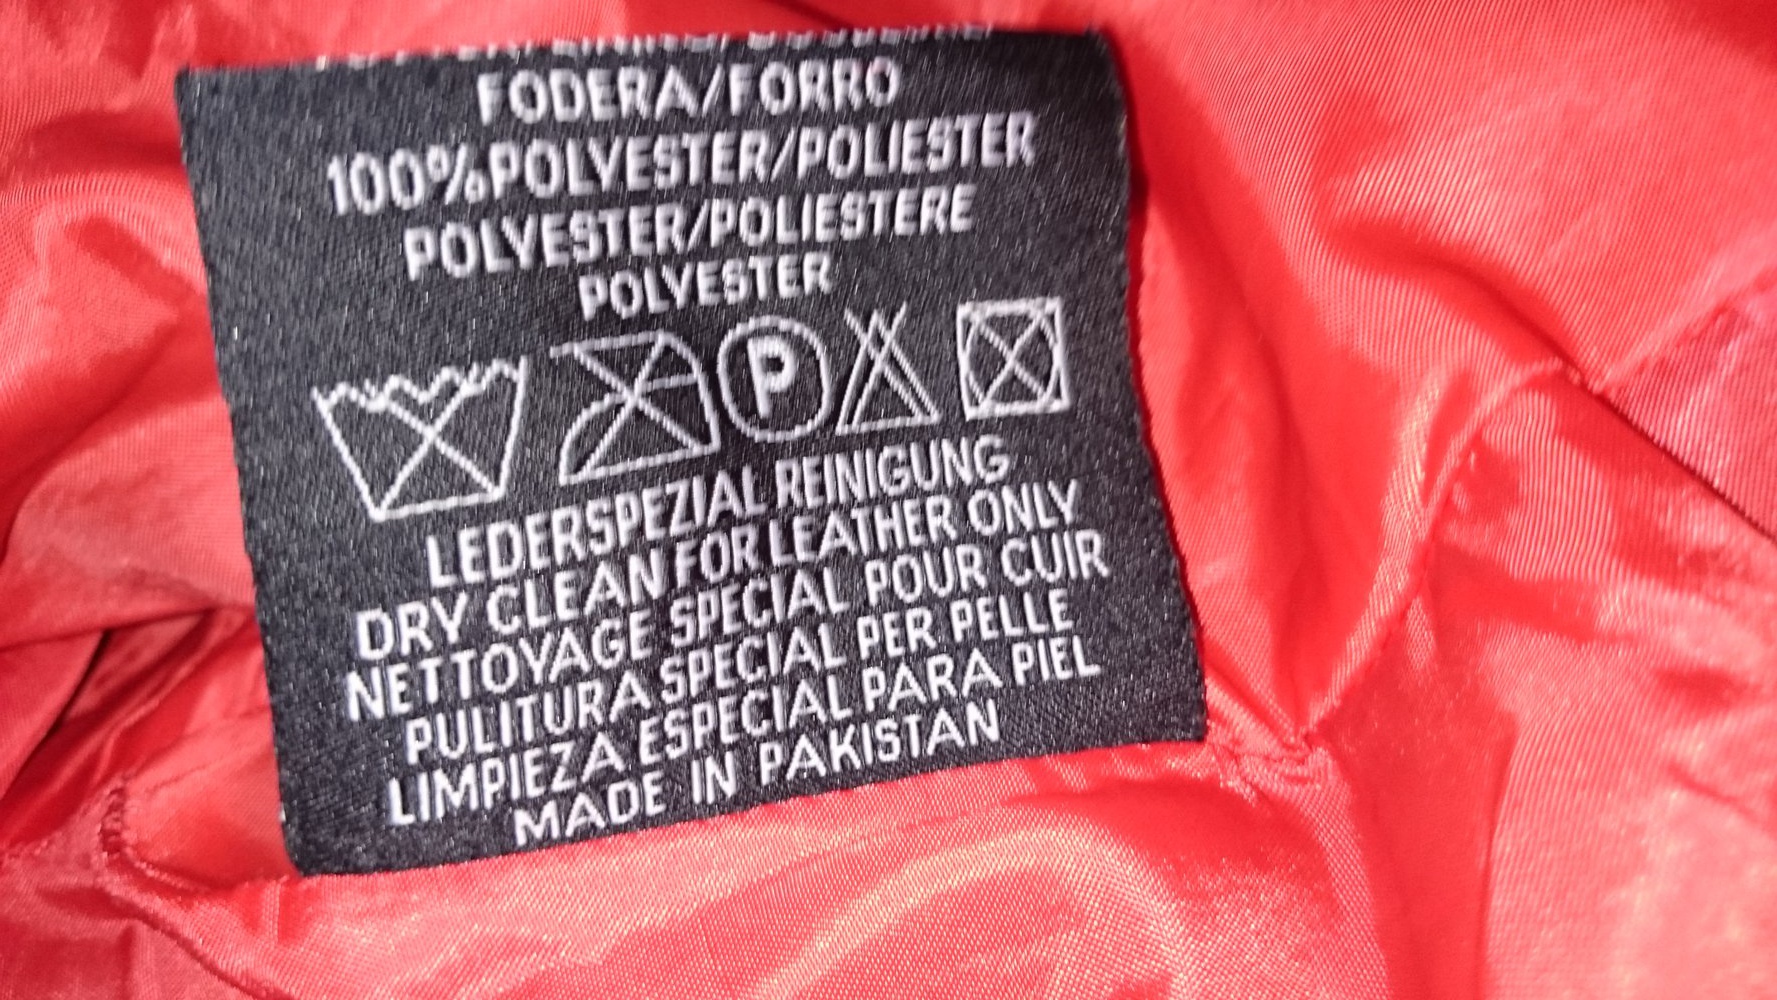 FODERA/FORRO
100%POLYESTER/POLIESTER
POLYESTER/POLIESTERE
POLYESTER
P
LEDERSPEZIAL REINIGUNG
DRY CLEAN FOR LEATHER ONLY
NETTOYAGE SPECIAL POUR CUIR
PULITURA SPECIAL PER PELLE
LIMPIEZA ESPECIAL PARA PIEL
MADE IN PAKISTAN